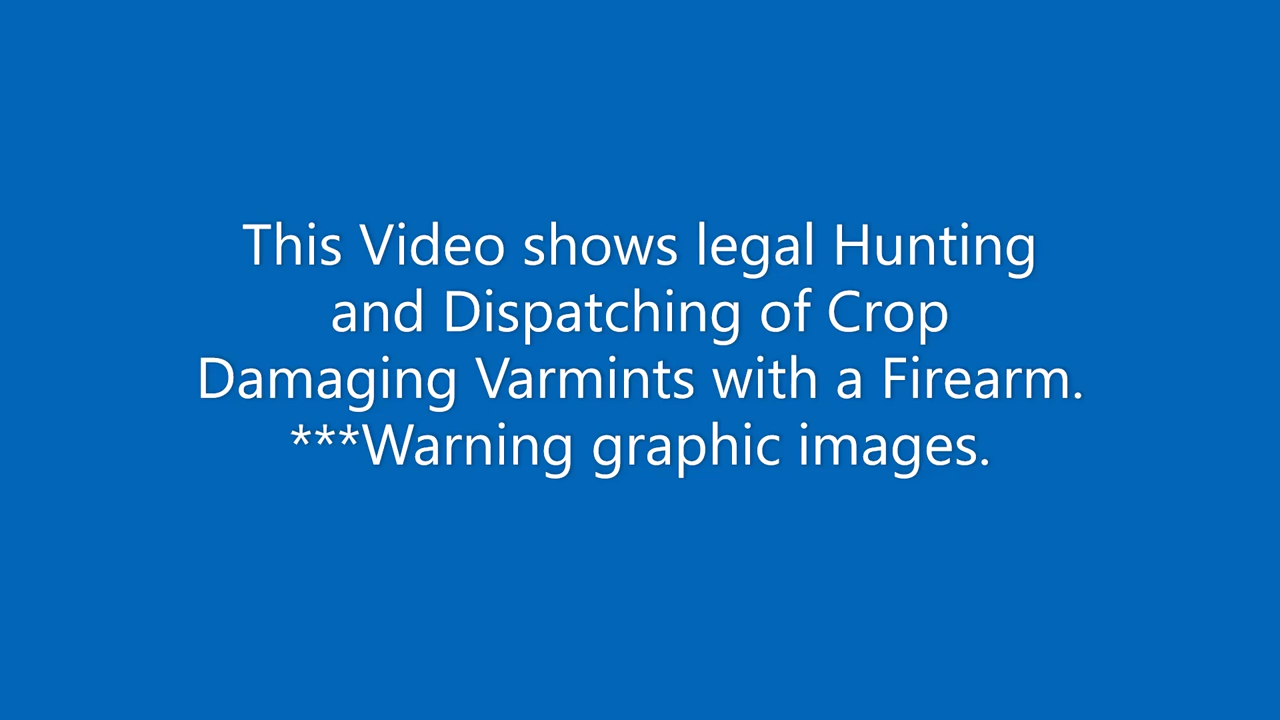 This Video shows legal Hunting
and Dispatching of Crop
Damaging Varmints with a Firearm.
***Warning graphic images.